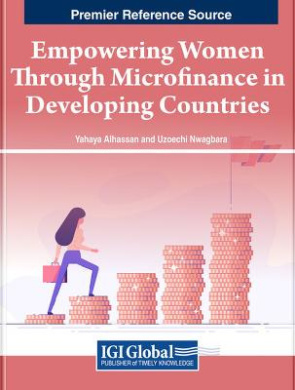 Premier Reference Source
Empowering Women
Through Microfinance in
Developing Countries
Yahaya Alhassan and Uzoechi Nwagbara
IGI Global
PUBLISHER of TIMELY KNOWLEDGE